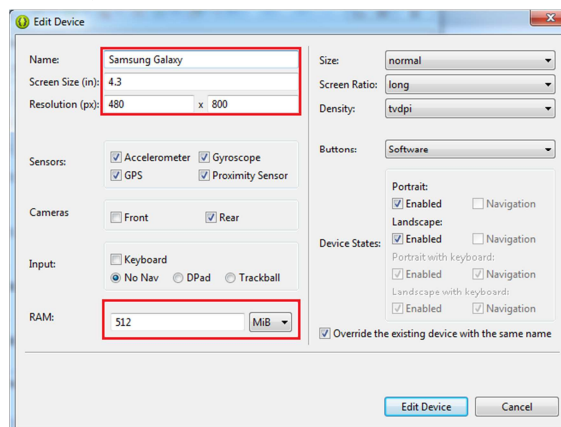 Edit Device
Name: Samsung Galaxy
Screen Size (in): 4.3
Resolution (px): 480 x 800
Sensors: Accelerometer Gyroscope
GPS Proximity Sensor
Cameras Front Rear
Input: Keyboard
No Nav DPad Trackball
RAM: 512 MiB
Size: normal
Screen Ratio: long
Density: tvdpi
Buttons: Software
Device States:
Portrait:
Enabled Navigation
Landscape:
Enabled Navigation
Portrait with keyboard:
Enabled Navigation
Landscape with keyboard:
Enabled Navigation
Override the existing device with the same name
Edit Device Cancel